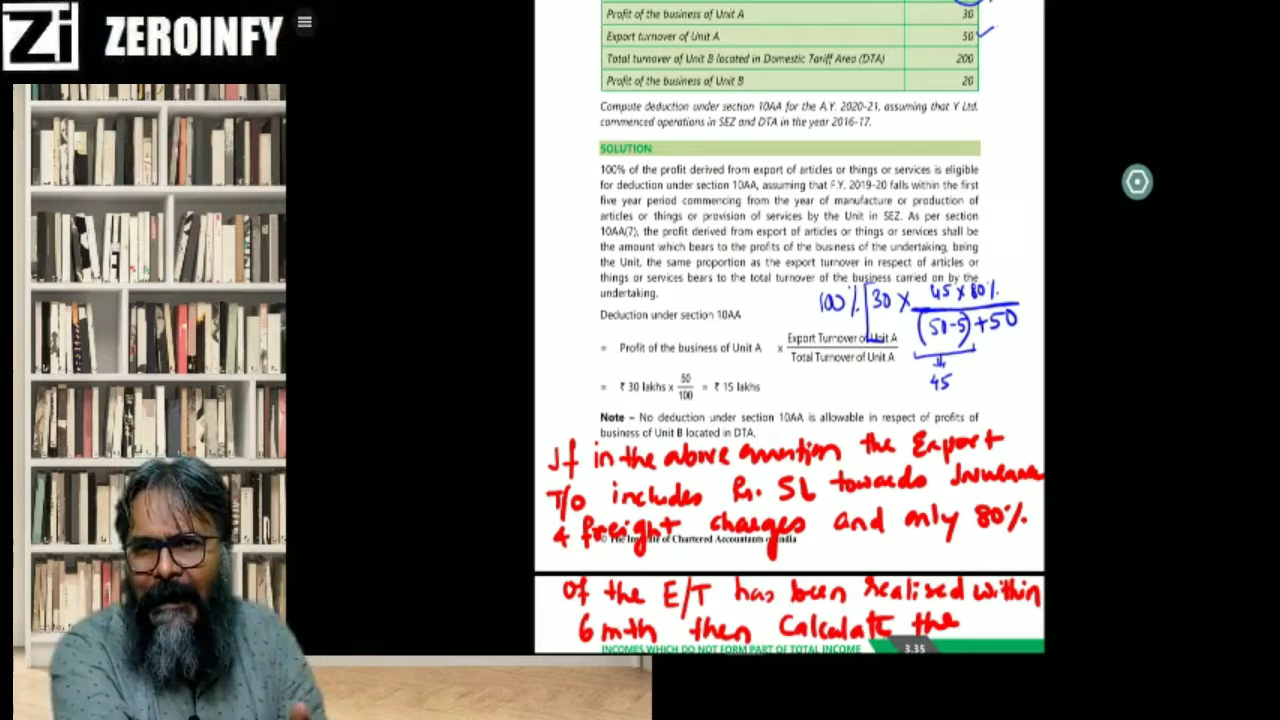 Zi ZEROINFY
Profit of the business of Unit A 30
Export turnover of Unit A 50
Total turnover of Unit B located in Domestic Tariff Area (DTA) 200
Profit of the business of Unit B 20
Compute deduction under section 10AA for the A.Y. 2020-21, assuming that Y Ltd.
commenced operations in SEZ and DTA in the year 2016-17.
SOLUTION
100% of the profit derived from export of articles or things or services is eligible
for deduction under section 10AA, assuming that F.Y. 2019-20 falls within the first
five year period commencing from the year of manufacture or production of
articles or things or provision of services by the Unit in SEZ. As per section
10AA(7), the profit derived from export of articles or things or services shall be
the amount which bears to the profits of the business of the undertaking, being
the Unit, the same proportion as the export turnover in respect of articles or
things or services bears to the total turnover of the business carried on by the
undertaking.
100% [30 × 45 × 80%
(50-5) + 50
45
Deduction under section 10AA
= Profit of the business of Unit A × Export Turnover of Unit A
Total Turnover of Unit A
= ₹ 30 lakhs x 50/100 = ₹ 15 lakhs
Note – No deduction under section 10AA is allowable in respect of profits of
business of Unit B located in DTA.
If in the above question the Export
T/O includes Rs. 5L towards Insurance
& freight charges and only 80%
© The Institute of Chartered Accountants of India
of the E/T has been realised within
6 mth then Calculate the
INCOMES WHICH DO NOT FORM PART OF TOTAL INCOME 3.35